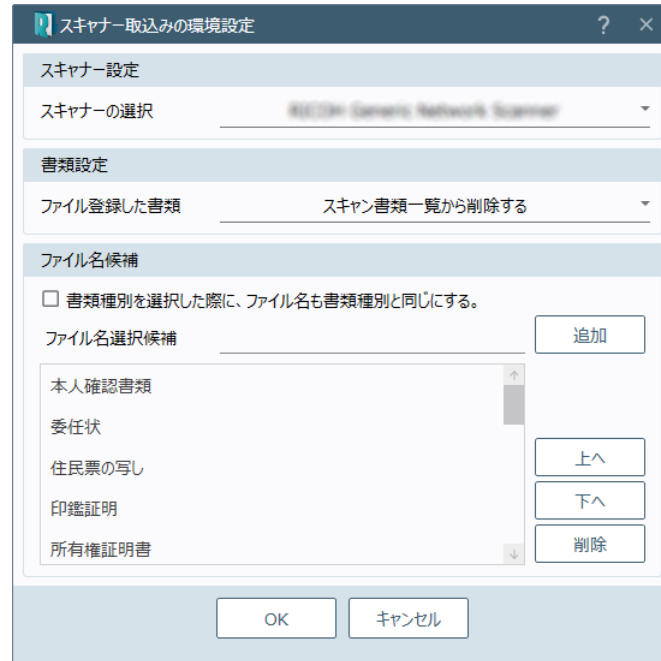 スキャナー取込みの環境設定
スキャナー設定
スキャナーの選択 RICOH Generic Network Scanner
書類設定
ファイル登録した書類 スキャン書類一覧から削除する
ファイル名候補
書類種別を選択した際に、ファイル名も書類種別と同じにする。
ファイル名選択候補 追加
本人確認書類
委任状
住民票の写し
印鑑証明
所有権証明書
上へ
下へ
削除
OK キャンセル